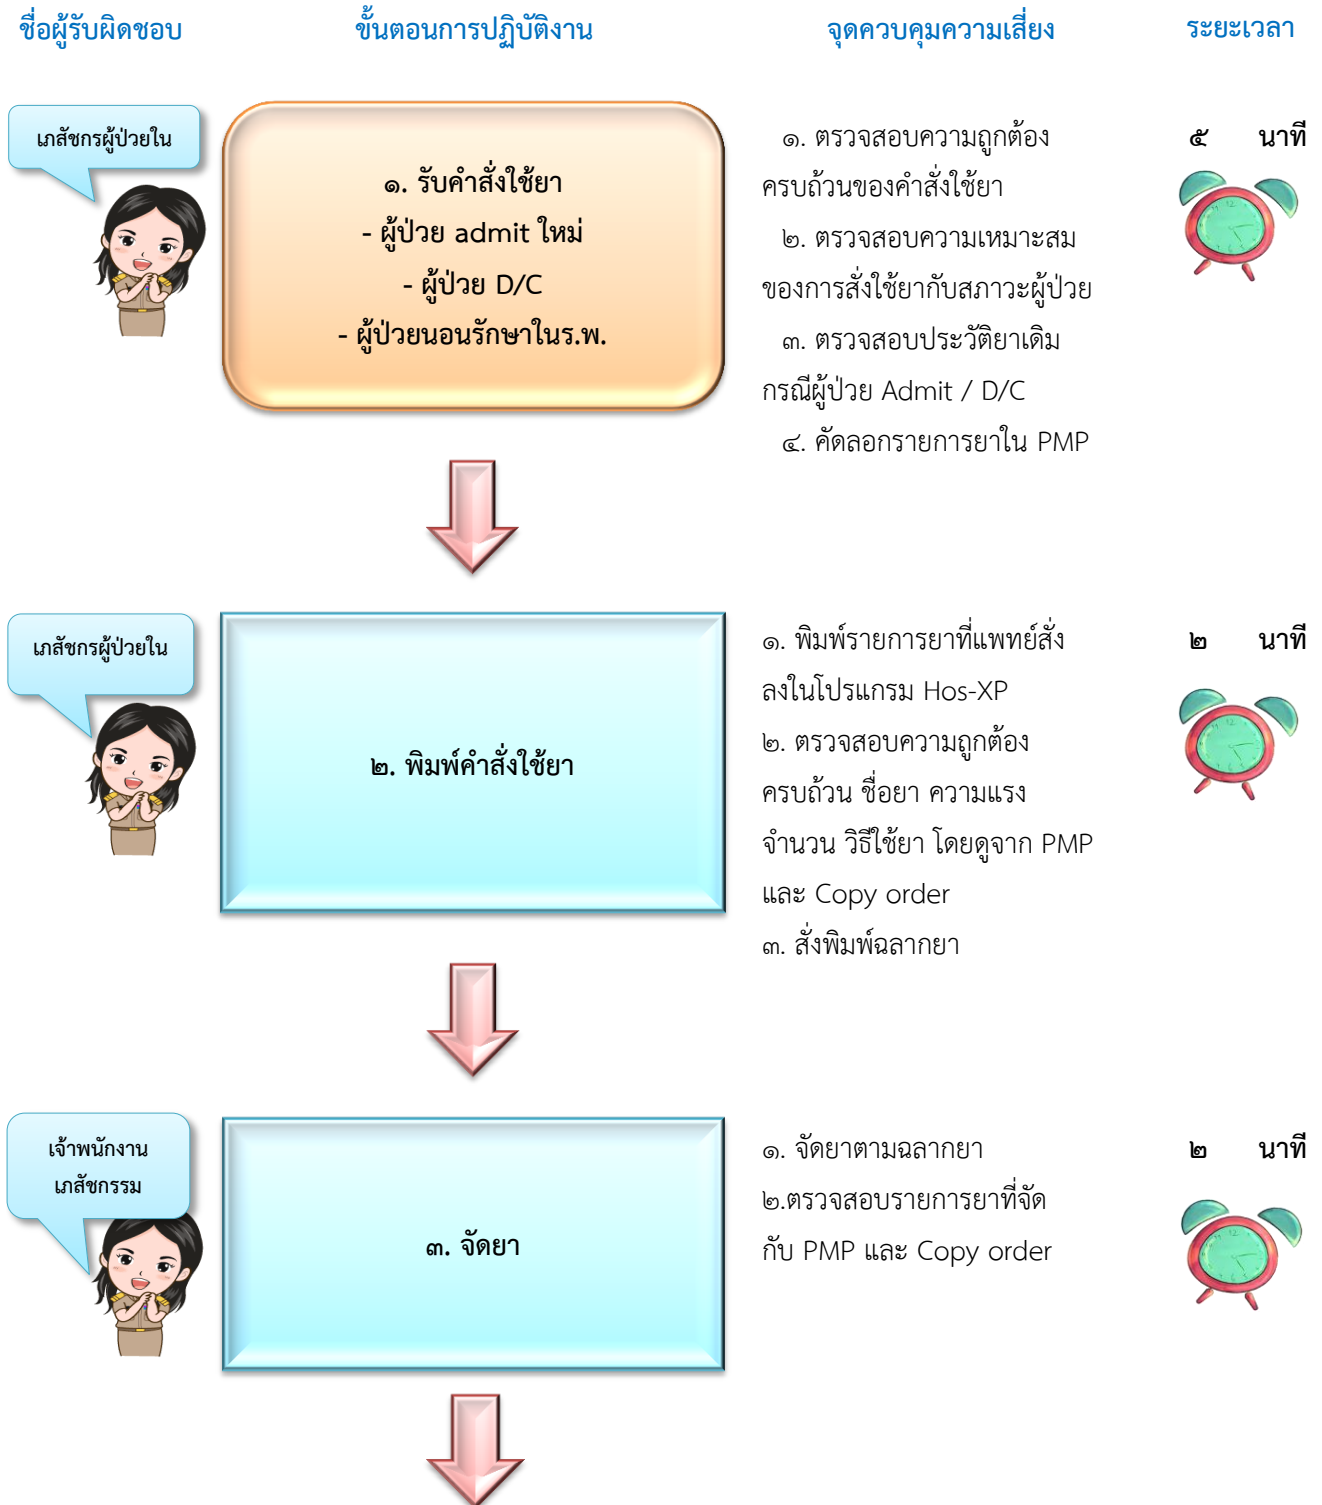 ชื่อผู้รับผิดชอบ ขั้นตอนการปฏิบัติงาน จุดควบคุมความเสี่ยง ระยะเวลา
เภสัชกรผู้ป่วยใน
๑. รับคำสั่งใช้ยา
- ผู้ป่วย admit ใหม่
- ผู้ป่วย D/C
- ผู้ป่วยนอนรักษาในร.พ.
๑. ตรวจสอบความถูกต้อง
ครบถ้วนของคำสั่งใช้ยา
๒. ตรวจสอบความเหมาะสม
ของการสั่งใช้ยากับสภาวะผู้ป่วย
๓. ตรวจสอบประวัติยาเดิม
กรณีผู้ป่วย Admit / D/C
๔. คัดลอกรายการยาใน PMP
๕ นาที
เภสัชกรผู้ป่วยใน
๒. พิมพ์คำสั่งใช้ยา
๑. พิมพ์รายการยาที่แพทย์สั่ง
ลงในโปรแกรม Hos-XP
๒. ตรวจสอบความถูกต้อง
ครบถ้วน ชื่อยา ความแรง
จำนวน วิธีใช้ยา โดยดูจาก PMP
และ Copy order
๓. สั่งพิมพ์ฉลากยา
๒ นาที
เจ้าพนักงาน
เภสัชกรรม
๓. จัดยา
๑. จัดยาตามฉลากยา
๒.ตรวจสอบรายการยาที่จัด
กับ PMP และ Copy order
๒ นาที